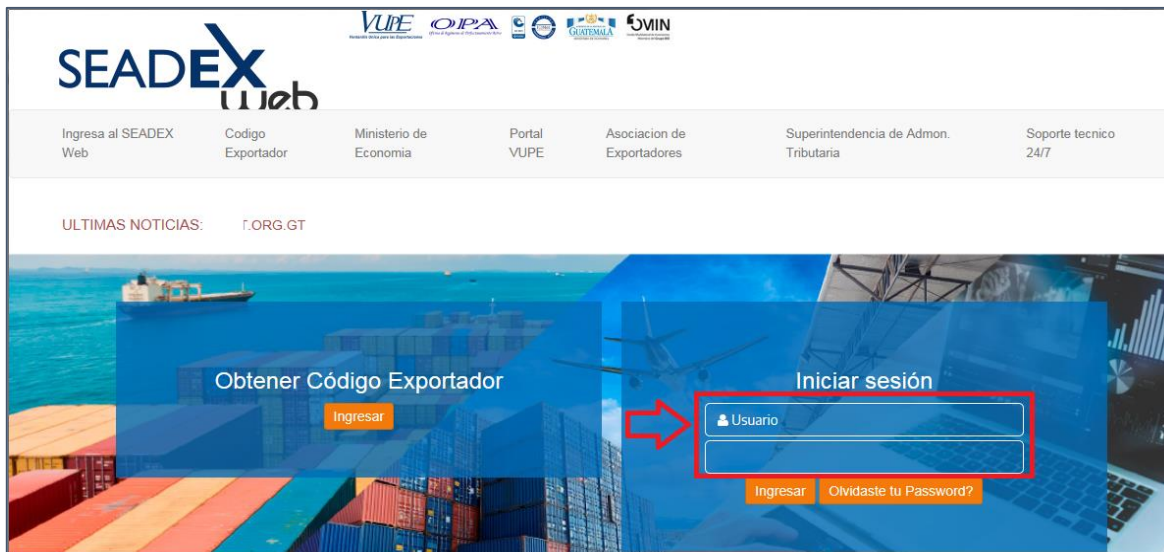 VUPE OPA GUATEMALA FOMIN
SEADEX
web
Ingresa al SEADEX Web
Codigo Exportador
Ministerio de Economia
Portal VUPE
Asociacion de Exportadores
Superintendencia de Admon. Tributaria
Soporte tecnico 24/7
ULTIMAS NOTICIAS: T.ORG.GT
Obtener Código Exportador
Ingresar
Iniciar sesión
Usuario
Ingresar Olvidaste tu Password?